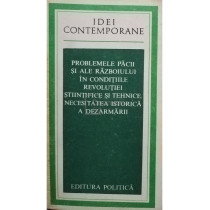 IDEI
CONTEMPORANE
PROBLEMELE PĂCII
ȘI ALE RĂZBOIULUI
ÎN CONDIȚIILE
REVOLUȚIEI
ȘTIINȚIFICE ȘI TEHNICE.
NECESITATEA ISTORICĂ
A DEZARMĂRII
EDITURA POLITICĂ